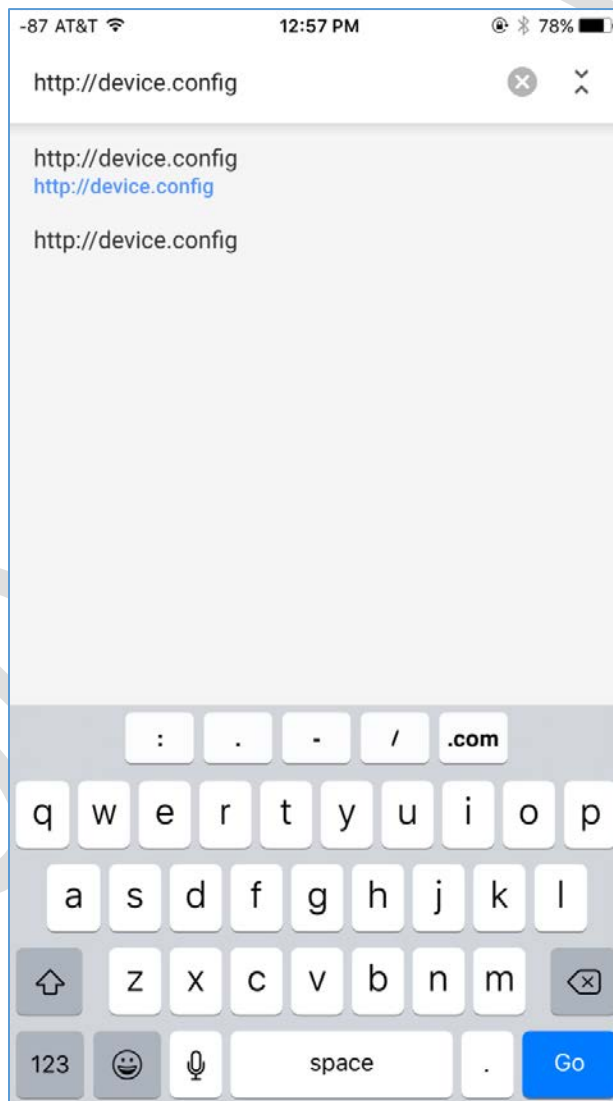 -87 AT&T 12:57 PM 78%
http://device.config
http://device.config
http://device.config
http://device.config
: . - / .com
q w e r t y u i o p
a s d f g h j k l
z x c v b n m
123 space . Go